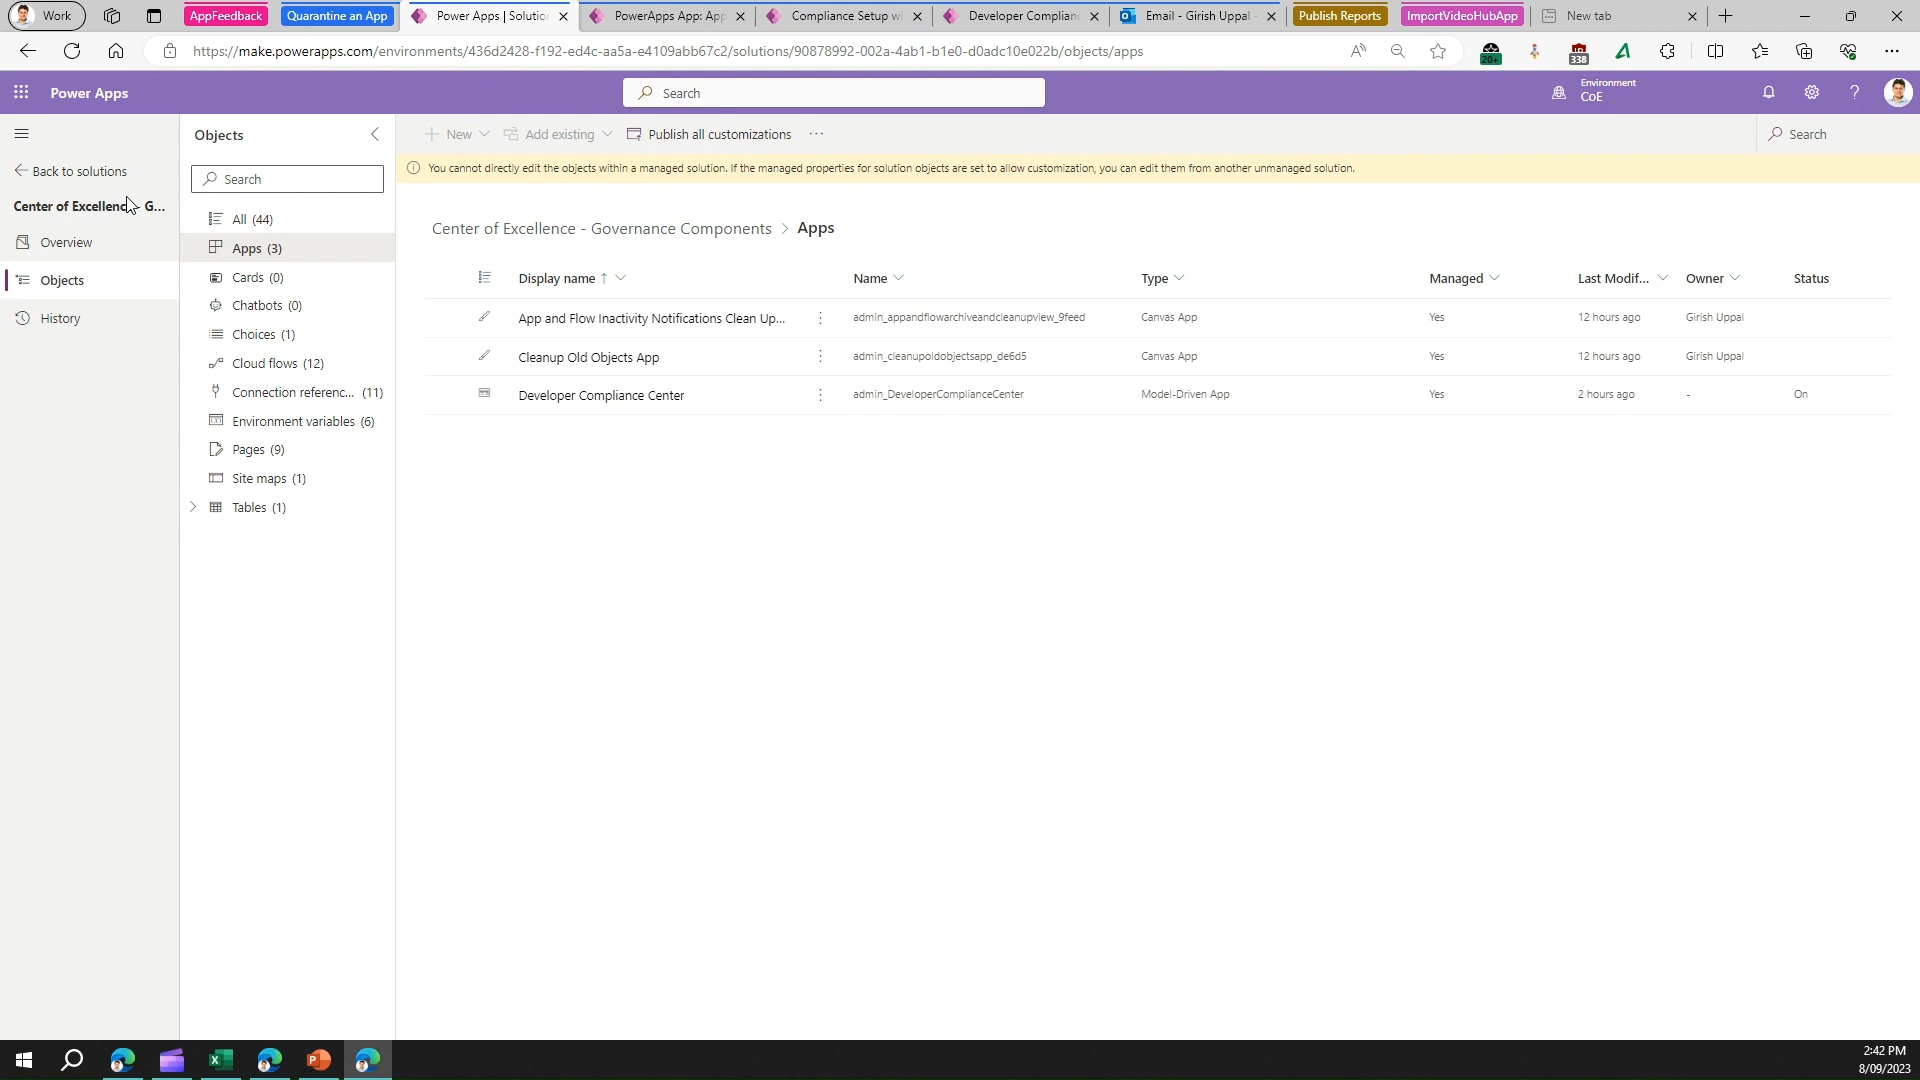 Work
AppFeedback
Quarantine an App
Power Apps | Solution
PowerApps App: App
Compliance Setup wi
Developer Complianc
Email - Girish Uppal -
Publish Reports
ImportVideoHubApp
New tab
https://make.powerapps.com/environments/436d2428-f192-ed4c-aa5a-e4109abb67c2/solutions/90878992-002a-4ab1-b1e0-d0adc10e022b/objects/apps
20+
338
Power Apps
Search
Environment
CoE
Back to solutions
Center of Excellenc G...
Overview
Objects
History
Objects
Search
All (44)
Apps (3)
Cards (0)
Chatbots (0)
Choices (1)
Cloud flows (12)
Connection referenc... (11)
Environment variables (6)
Pages (9)
Site maps (1)
Tables (1)
New
Add existing
Publish all customizations
Search
You cannot directly edit the objects within a managed solution. If the managed properties for solution objects are set to allow customization, you can edit them from another unmanaged solution.
Center of Excellence - Governance Components > Apps
Display name ↑ Name Type Managed Last Modif... Owner Status
App and Flow Inactivity Notifications Clean Up... admin_appandflowarchiveandcleanupview_9feed Canvas App Yes 12 hours ago Girish Uppal
Cleanup Old Objects App admin_cleanupoldobjectsapp_de6d5 Canvas App Yes 12 hours ago Girish Uppal
Developer Compliance Center admin_DeveloperComplianceCenter Model-Driven App Yes 2 hours ago - On
2:42 PM
8/09/2023